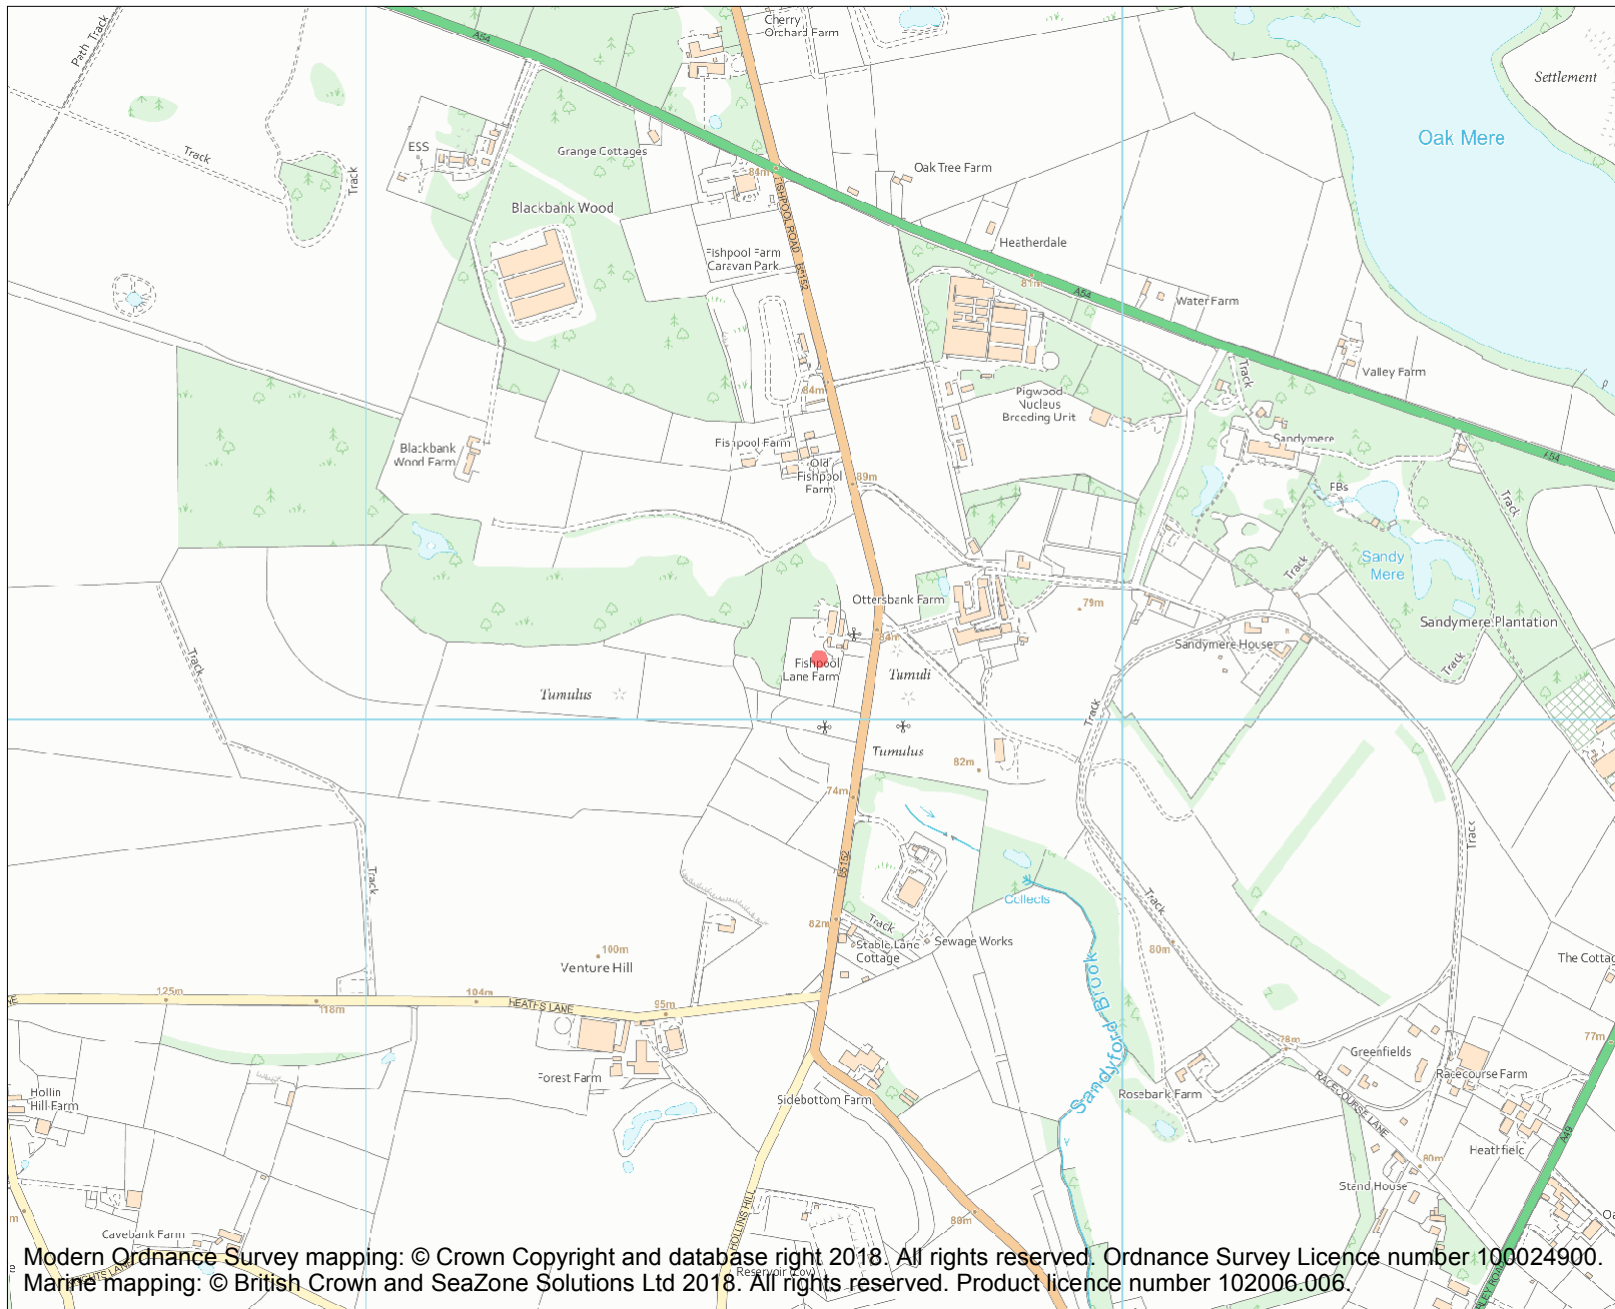 Path Track
A54
Cherry
Orchard Farm
Settlement
Oak Mere
Track
ESS
Grange Cottages
84m
Oak Tree Farm
Track
Blackbank Wood
FISHPOOL ROAD
B5152
Heatherdale
Fishpool Farm
Caravan Park
81m
A54
Water Farm
Track
Valley Farm
84m
Pigwood
Nucleus
Breeding Unit
Blackbank
Wood Farm
Fishpool Farm
Old
Fishpool
Farm
89m
Sandymere
A54
FBs
Track
Sandy
Mere
Track
Ottersbank Farm
79m
84m
Sandymere Plantation
Sandymere House
Track
Track
Fishpool
Lane Farm
Tumuli
Tumulus
Track
Tumulus
82m
74m
Track
B5152
Track
Collects
Track
82m
Track
Stable Lane
Cottage
Sewage Works
80m
100m
Venture Hill
The Cottag
Sandyford Brook
125m
118m
104m
HEATHS LANE
95m
78m
77m
Greenfields
Racecourse Farm
Forest Farm
Hollin
Hill Farm
Sidebottom Farm
Rosebank Farm
RACECOURSE LANE
A49
Heathfield
80m
Stand House
HOLLINS HILL
80m
Cavebank Farm
Reservoir (cov)
Modern Ordnance Survey mapping: © Crown Copyright and database right 2018. All rights reserved. Ordnance Survey Licence number 100024900.
Marine mapping: © British Crown and SeaZone Solutions Ltd 2018. All rights reserved. Product licence number 102006.006.